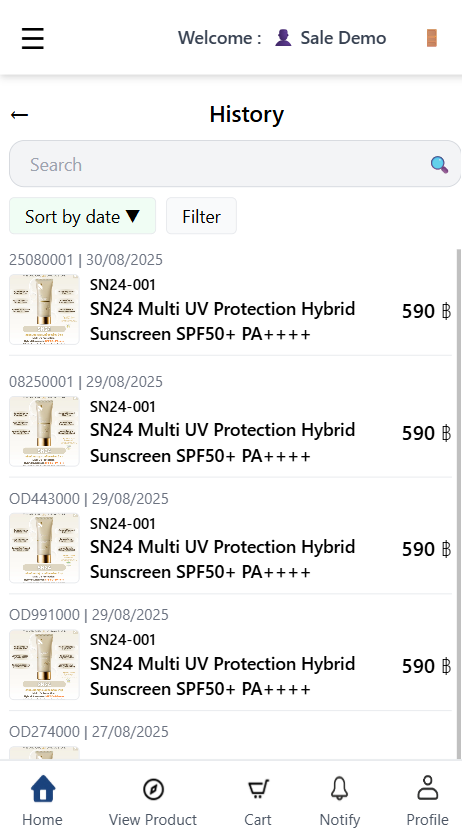 ☰
Welcome : 👤 Sale Demo 🚪
← History
Search 🔍
Sort by date ▼ Filter
25080001 | 30/08/2025
SN24-001
SN24 Multi UV Protection Hybrid
Sunscreen SPF50+ PA++++
590 ฿
08250001 | 29/08/2025
SN24-001
SN24 Multi UV Protection Hybrid
Sunscreen SPF50+ PA++++
590 ฿
OD443000 | 29/08/2025
SN24-001
SN24 Multi UV Protection Hybrid
Sunscreen SPF50+ PA++++
590 ฿
OD991000 | 29/08/2025
SN24-001
SN24 Multi UV Protection Hybrid
Sunscreen SPF50+ PA++++
590 ฿
OD274000 | 27/08/2025
Home View Product Cart Notify Profile